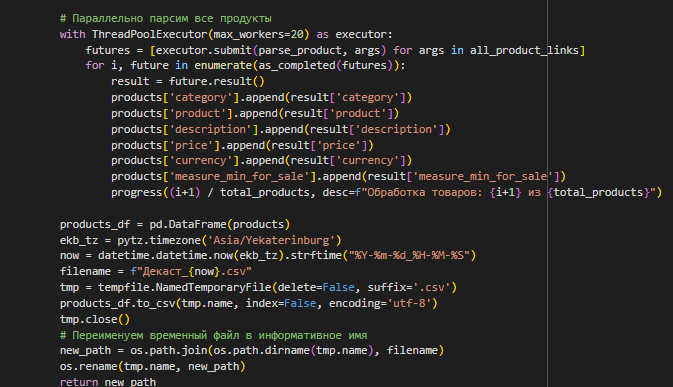 # Параллельно парсим все продукты
with ThreadPoolExecutor(max_workers=20) as executor:
    futures = [executor.submit(parse_product, args) for args in all_product_links]
    for i, future in enumerate(as_completed(futures)):
        result = future.result()
        products['category'].append(result['category'])
        products['product'].append(result['product'])
        products['description'].append(result['description'])
        products['price'].append(result['price'])
        products['currency'].append(result['currency'])
        products['measure_min_for_sale'].append(result['measure_min_for_sale'])
        progress((i+1) / total_products, desc=f"Обработка товаров: {i+1} из {total_products}")

products_df = pd.DataFrame(products)
ekb_tz = pytz.timezone('Asia/Yekaterinburg')
now = datetime.datetime.now(ekb_tz).strftime("%Y-%m-%d_%H-%M-%S")
filename = f"Декаст_{now}.csv"
tmp = tempfile.NamedTemporaryFile(delete=False, suffix='.csv')
products_df.to_csv(tmp.name, index=False, encoding='utf-8')
tmp.close()
# Переименуем временный файл в информативное имя
new_path = os.path.join(os.path.dirname(tmp.name), filename)
os.rename(tmp.name, new_path)
return new_path